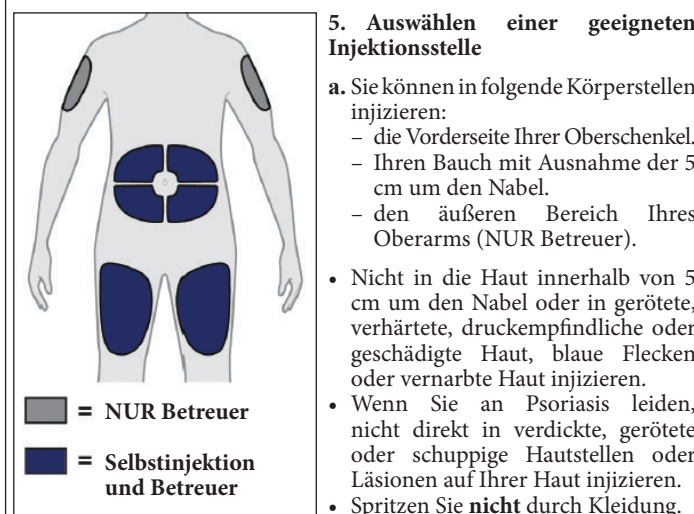 = NUR Betreuer
= Selbstinjektion
und Betreuer
5. Auswählen einer geeigneten
Injektionsstelle
a. Sie können in folgende Körperstellen
injizieren:
– die Vorderseite Ihrer Oberschenkel.
– Ihren Bauch mit Ausnahme der 5
cm um den Nabel.
– den äußeren Bereich Ihres
Oberarms (NUR Betreuer).
• Nicht in die Haut innerhalb von 5
cm um den Nabel oder in gerötete,
verhärtete, druckempfindliche oder
geschädigte Haut, blaue Flecken
oder vernarbte Haut injizieren.
• Wenn Sie an Psoriasis leiden,
nicht direkt in verdickte, gerötete
oder schuppige Hautstellen oder
Läsionen auf Ihrer Haut injizieren.
• Spritzen Sie nicht durch Kleidung.